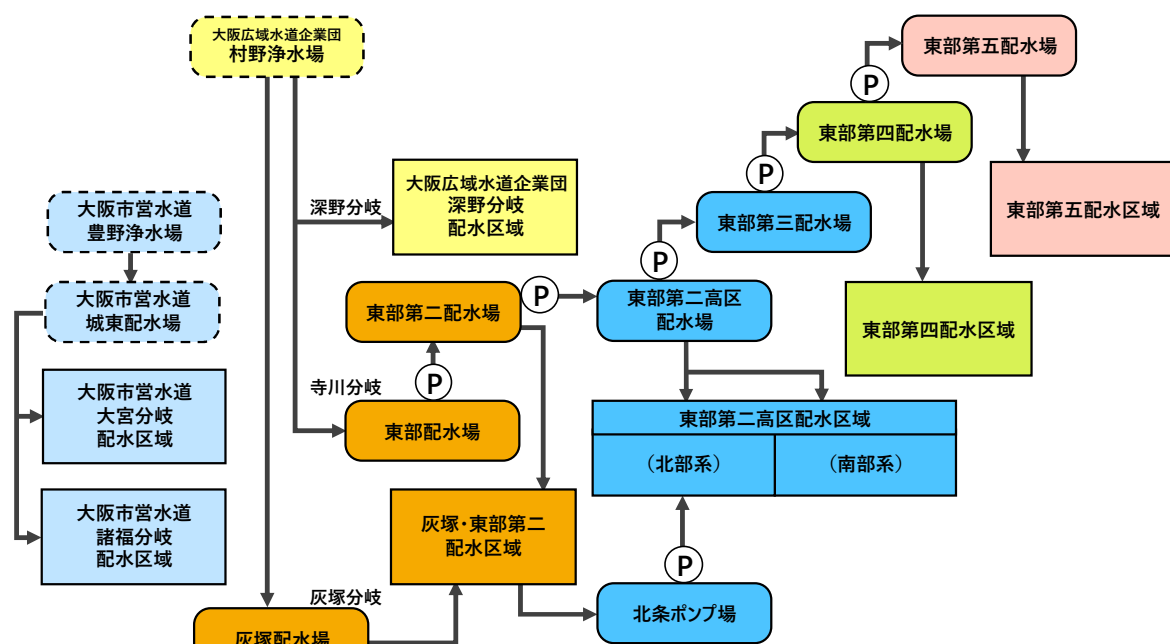 大阪広域水道企業団
村野浄水場
東部第五配水場
P
東部第四配水場
P
大阪広域水道企業団
深野分岐
配水区域
深野分岐
東部第五配水区域
大阪市営水道
豊野浄水場
東部第三配水場
P
大阪市営水道
城東配水場
東部第二配水場
P
東部第二高区
配水場
東部第四配水区域
P
寺川分岐
東部配水場
大阪市営水道
大宮分岐
配水区域
東部第二高区配水区域
（北部系）
（南部系）
大阪市営水道
諸福分岐
配水区域
灰塚・東部第二
配水区域
P
灰塚分岐
北条ポンプ場
灰塚配水場